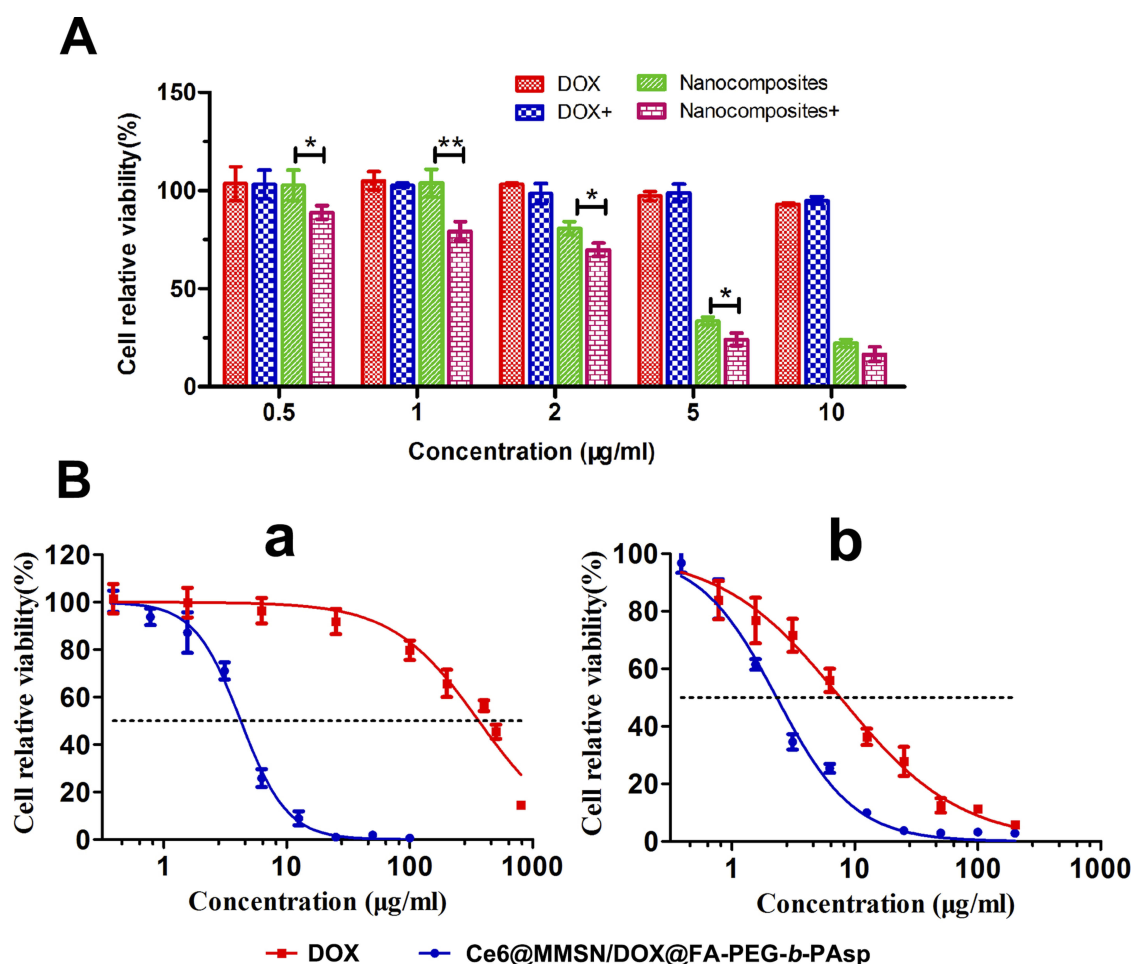 A
DOX Nanocomposites
DOX+ Nanocomposites+
Cell relative viability(%)
150
100
50
0
* ** * *
0.5 1 2 5 10
Concentration (μg/ml)
B
a
Cell relative viability(%)
120
100
80
60
40
20
0
1 10 100 1000
Concentration (μg/ml)
b
Cell relative viability(%)
100
80
60
40
20
0
1 10 100 1000
Concentration (μg/ml)
DOX Ce6@MMSN/DOX@FA-PEG-b-PAsp